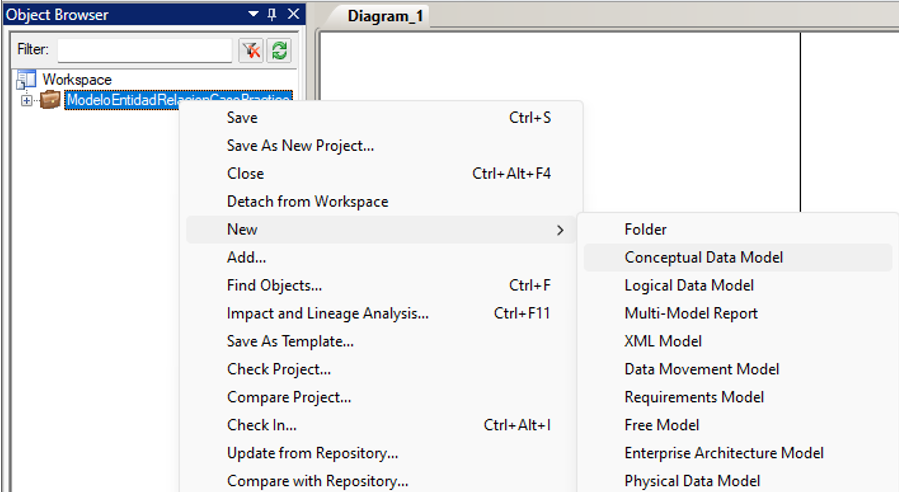 Object Browser
Diagram_1
Filter:
Workspace
ModeloEntidadRelacionCasoPractico
Save Ctrl+S
Save As New Project...
Close Ctrl+Alt+F4
Detach from Workspace
New
Add...
Find Objects... Ctrl+F
Impact and Lineage Analysis... Ctrl+F11
Save As Template...
Check Project...
Compare Project...
Check In... Ctrl+Alt+I
Update from Repository...
Compare with Repository...
Folder
Conceptual Data Model
Logical Data Model
Multi-Model Report
XML Model
Data Movement Model
Requirements Model
Free Model
Enterprise Architecture Model
Physical Data Model